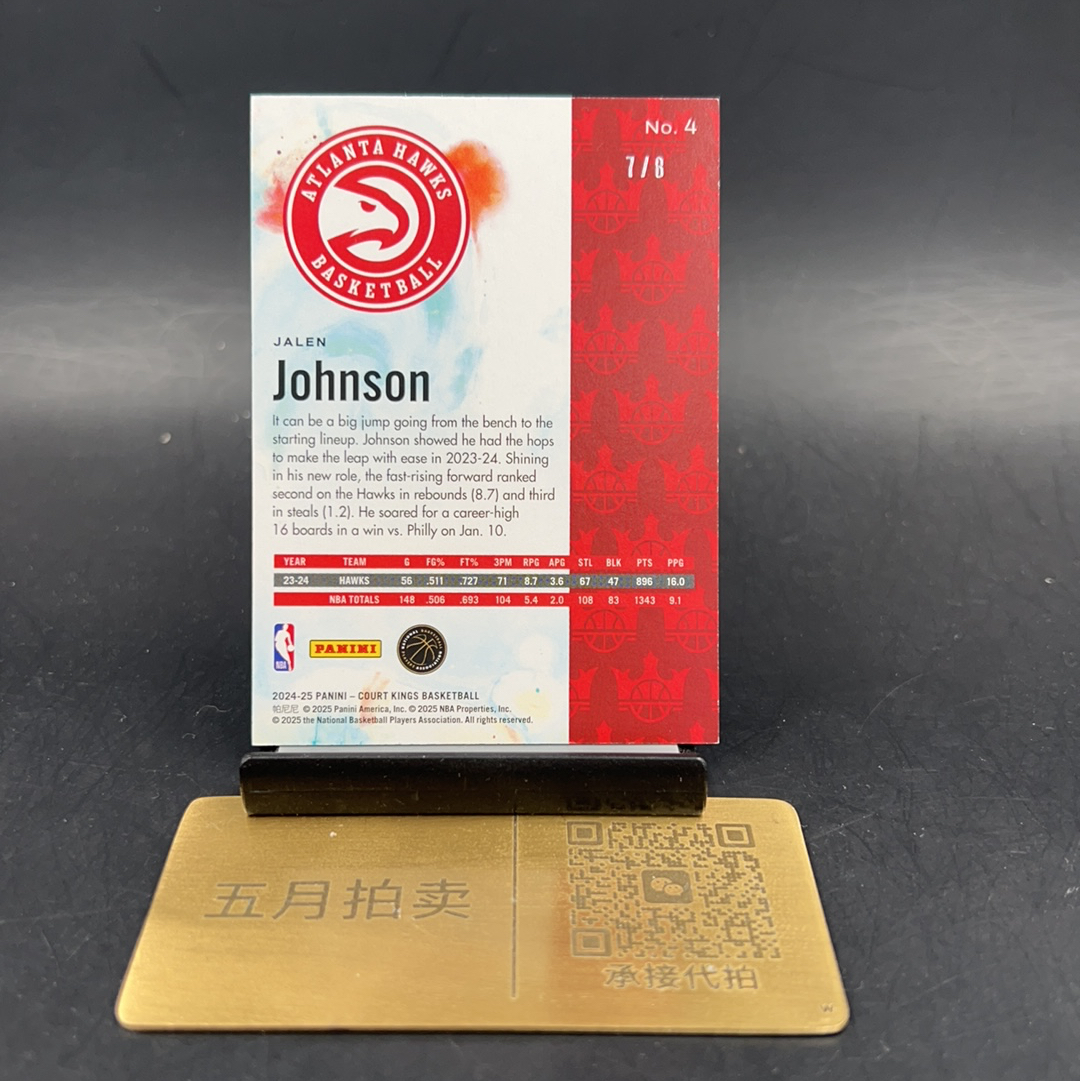 No. 4
7/8
ATLANTA HAWKS
BASKETBALL
JALEN
Johnson
It can be a big jump going from the bench to the
starting lineup. Johnson showed he had the hops
to make the leap with ease in 2023-24. Shining
in his new role, the fast-rising forward ranked
second on the Hawks in rebounds (8.7) and third
in steals (1.2). He soared for a career-high
16 boards in a win vs. Philly on Jan. 10.
YEAR TEAM G FG% FT% 3PM RPG APG STL BLK PTS PPG
23-24 HAWKS 56 .511 .727 71 8.7 3.6 67 47 896 16.0
NBA TOTALS 148 .506 .693 104 5.4 2.0 108 83 1343 9.1
NBA
PANINI
NATIONAL BASKETBALL PLAYERS ASSOCIATION
2024-25 PANINI – COURT KINGS BASKETBALL
帕尼尼 © 2025 Panini America, Inc. © 2025 NBA Properties, Inc.
© 2025 the National Basketball Players Association. All rights reserved.
五月拍卖
承接代拍
W